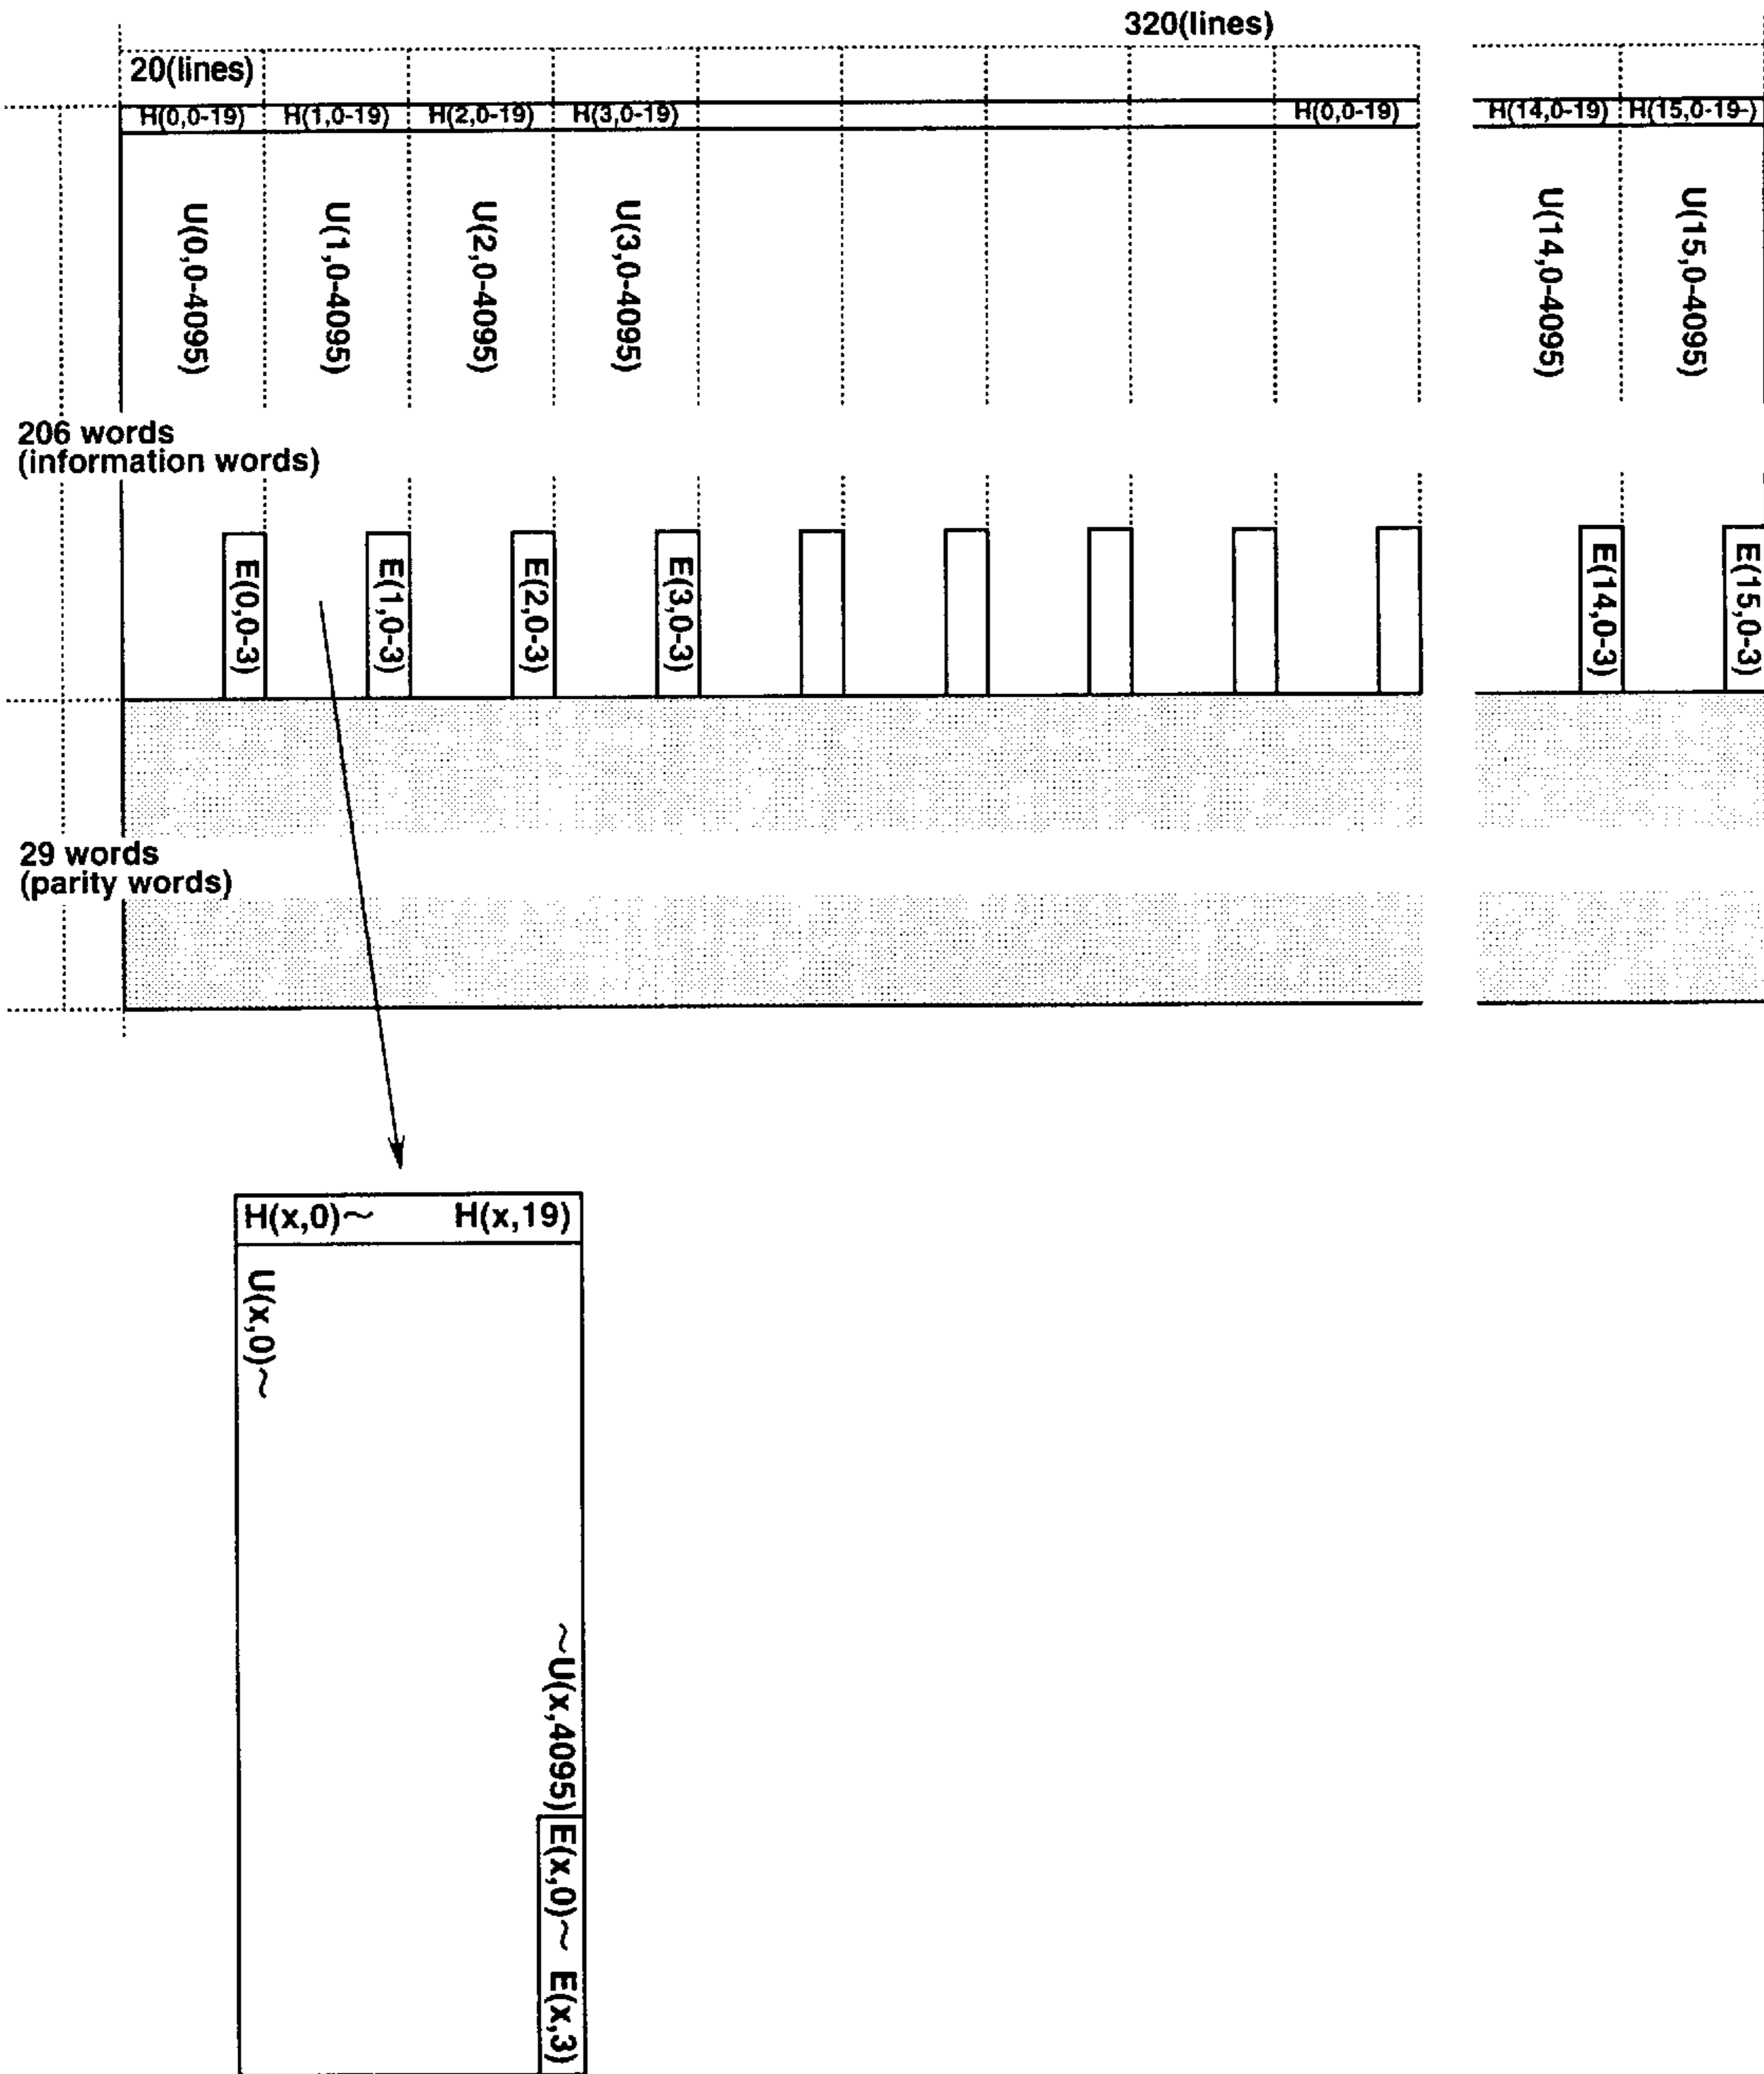 320(lines)
20(lines)
H(0,0-19) H(1,0-19) H(2,0-19) H(3,0-19) H(0,0-19) H(14,0-19) H(15,0-19-)
U(0,0-4095) U(1,0-4095) U(2,0-4095) U(3,0-4095) U(14,0-4095) U(15,0-4095)
206 words
(information words)
E(0,0-3) E(1,0-3) E(2,0-3) E(3,0-3) E(14,0-3) E(15,0-3)
29 words
(parity words)
H(x,0)~ H(x,19)
U(x,0)~
~U(x,4095) E(x,0)~ E(x,3)